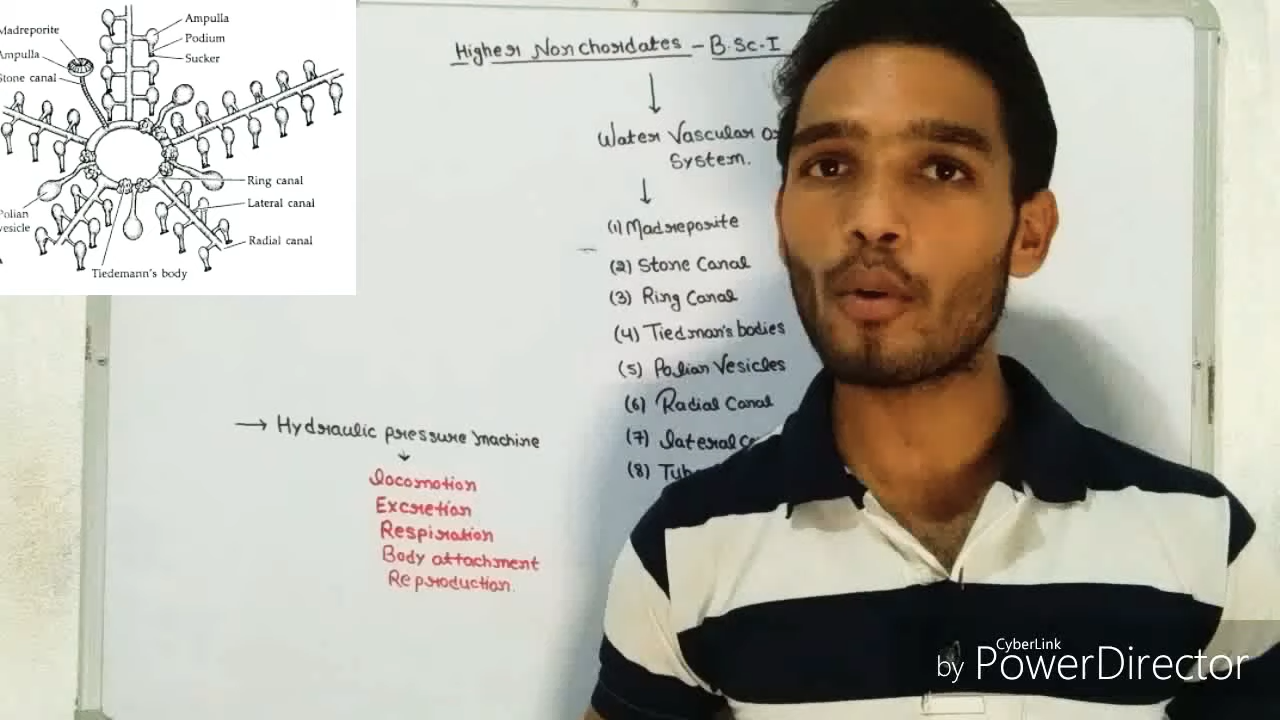 Madreporite
Ampulla
Stone canal
Ampulla
Podium
Sucker
Ring canal
Lateral canal
Radial canal
Polian
vesicle
Tiedemann's body
Higher Nonchordates - B.Sc-I
Water Vascular
System.
(1) Madreporite
(2) Stone Canal
(3) Ring Canal
(4) Tiedman's bodies
(5) Polian Vesicles
(6) Radial Canal
(7) lateral
(8)
→ Hydraulic pressure machine
locomotion
Excretion
Respiration
Body attachment
Reproduction.
CyberLink
by PowerDirector